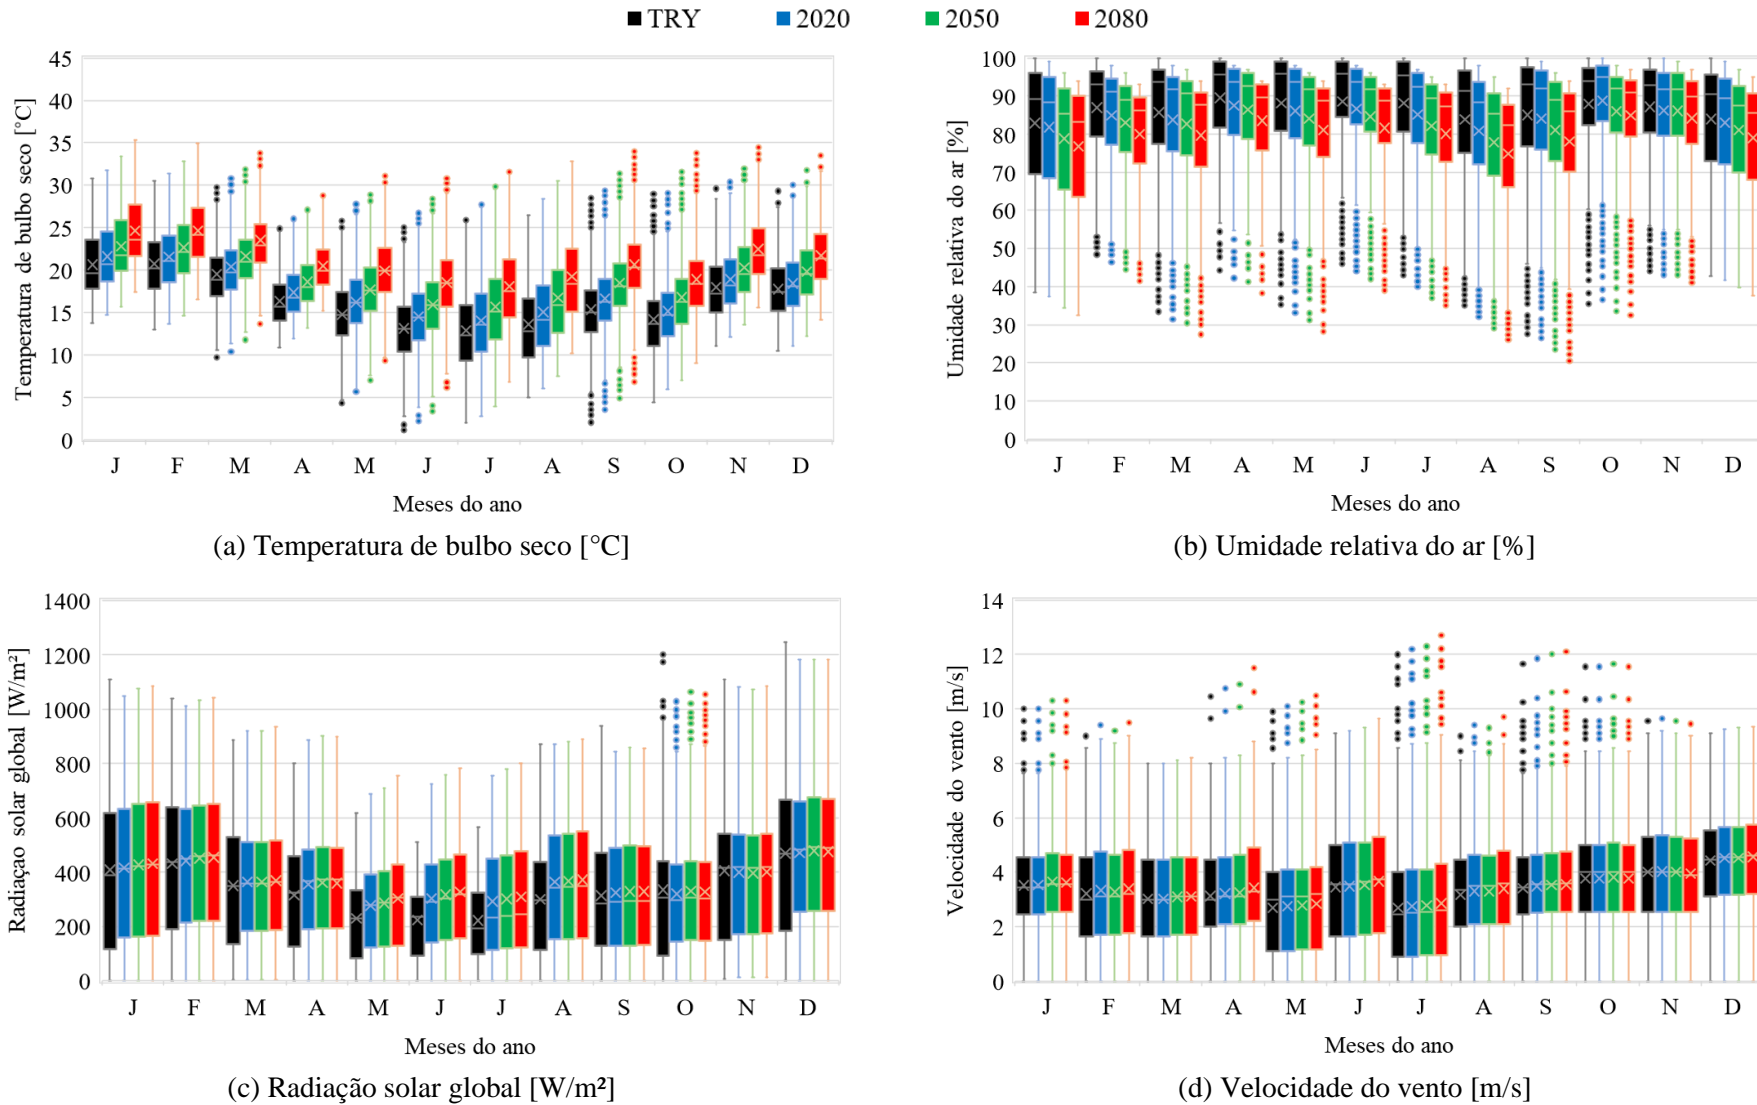 TRY 2020 2050 2080
Temperatura de bulbo seco [°C]
45
40
35
30
25
20
15
10
5
0
J F M A M J J A S O N D
Meses do ano
(a) Temperatura de bulbo seco [°C]
Umidade relativa do ar [%]
100
90
80
70
60
50
40
30
20
10
0
J F M A M J J A S O N D
Meses do ano
(b) Umidade relativa do ar [%]
Radiação solar global [W/m²]
1400
1200
1000
800
600
400
200
0
J F M A M J J A S O N D
Meses do ano
(c) Radiação solar global [W/m²]
Velocidade do vento [m/s]
14
12
10
8
6
4
2
0
J F M A M J J A S O N D
Meses do ano
(d) Velocidade do vento [m/s]